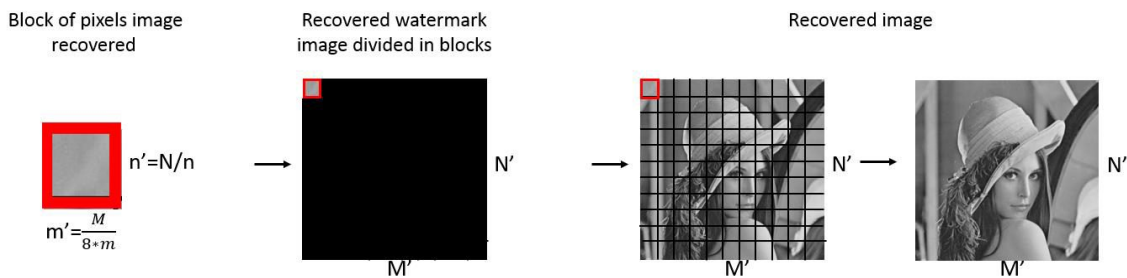 Block of pixels image
recovered
Recovered watermark
image divided in blocks
Recovered image
n'=N/n
m'=M/8*m
N'
M'
N'
M'
N'
M'